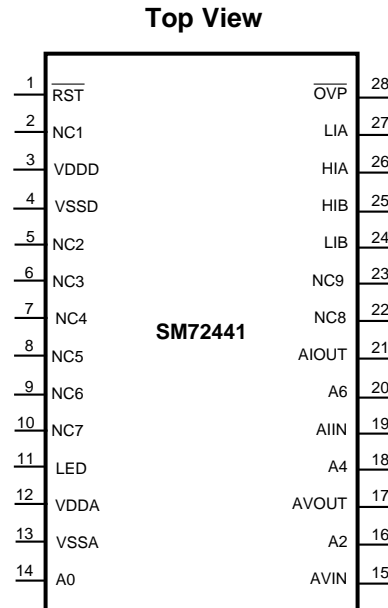 Top View
1 RST OVP 28
2 NC1 LIA 27
3 VDDD HIA 26
4 VSSD HIB 25
5 NC2 LIB 24
6 NC3 NC9 23
7 NC4 NC8 22
SM72441
8 NC5 AIOUT 21
9 NC6 A6 20
10 NC7 AIIN 19
11 LED A4 18
12 VDDA AVOUT 17
13 VSSA A2 16
14 A0 AVIN 15